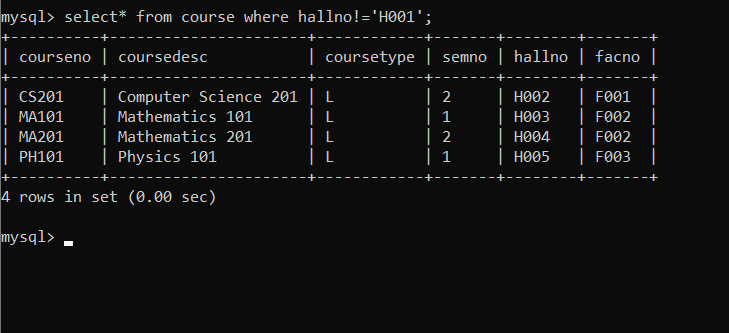 mysql> select* from course where hallno!='H001';
+----------+----------------------+------------+-------+--------+-------+
| courseno | coursedesc           | coursetype | semno | hallno | facno |
+----------+----------------------+------------+-------+--------+-------+
| CS201    | Computer Science 201 | L          | 2     | H002   | F001  |
| MA101    | Mathematics 101      | L          | 1     | H003   | F002  |
| MA201    | Mathematics 201      | L          | 2     | H004   | F002  |
| PH101    | Physics 101          | L          | 1     | H005   | F003  |
+----------+----------------------+------------+-------+--------+-------+
4 rows in set (0.00 sec)
mysql>